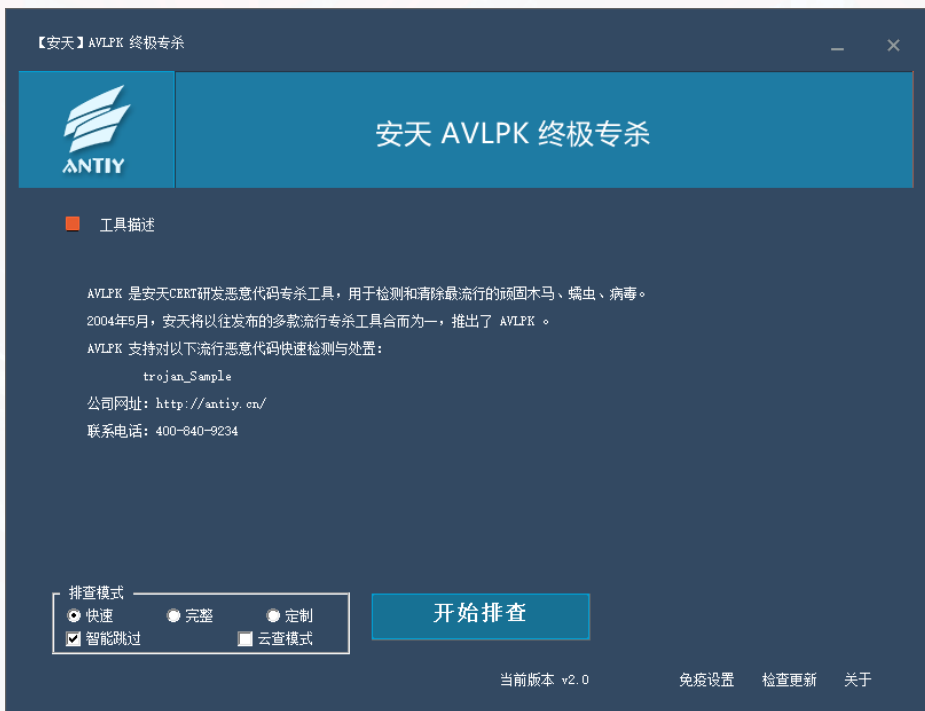 【安天】AVLPK 终极专杀
ANTIY
安天 AVLPK 终极专杀
工具描述
AVLPK 是安天CERT研发恶意代码专杀工具，用于检测和清除最流行的顽固木马、蠕虫、病毒。
2004年5月，安天将以往发布的多款流行专杀工具合而为一，推出了 AVLPK 。
AVLPK 支持对以下流行恶意代码快速检测与处置：
trojan_Sample
公司网址：http://antiy.cn/
联系电话：400-840-9234
排查模式
快速 完整 定制
智能跳过 云查模式
开始排查
当前版本 v2.0 免疫设置 检查更新 关于